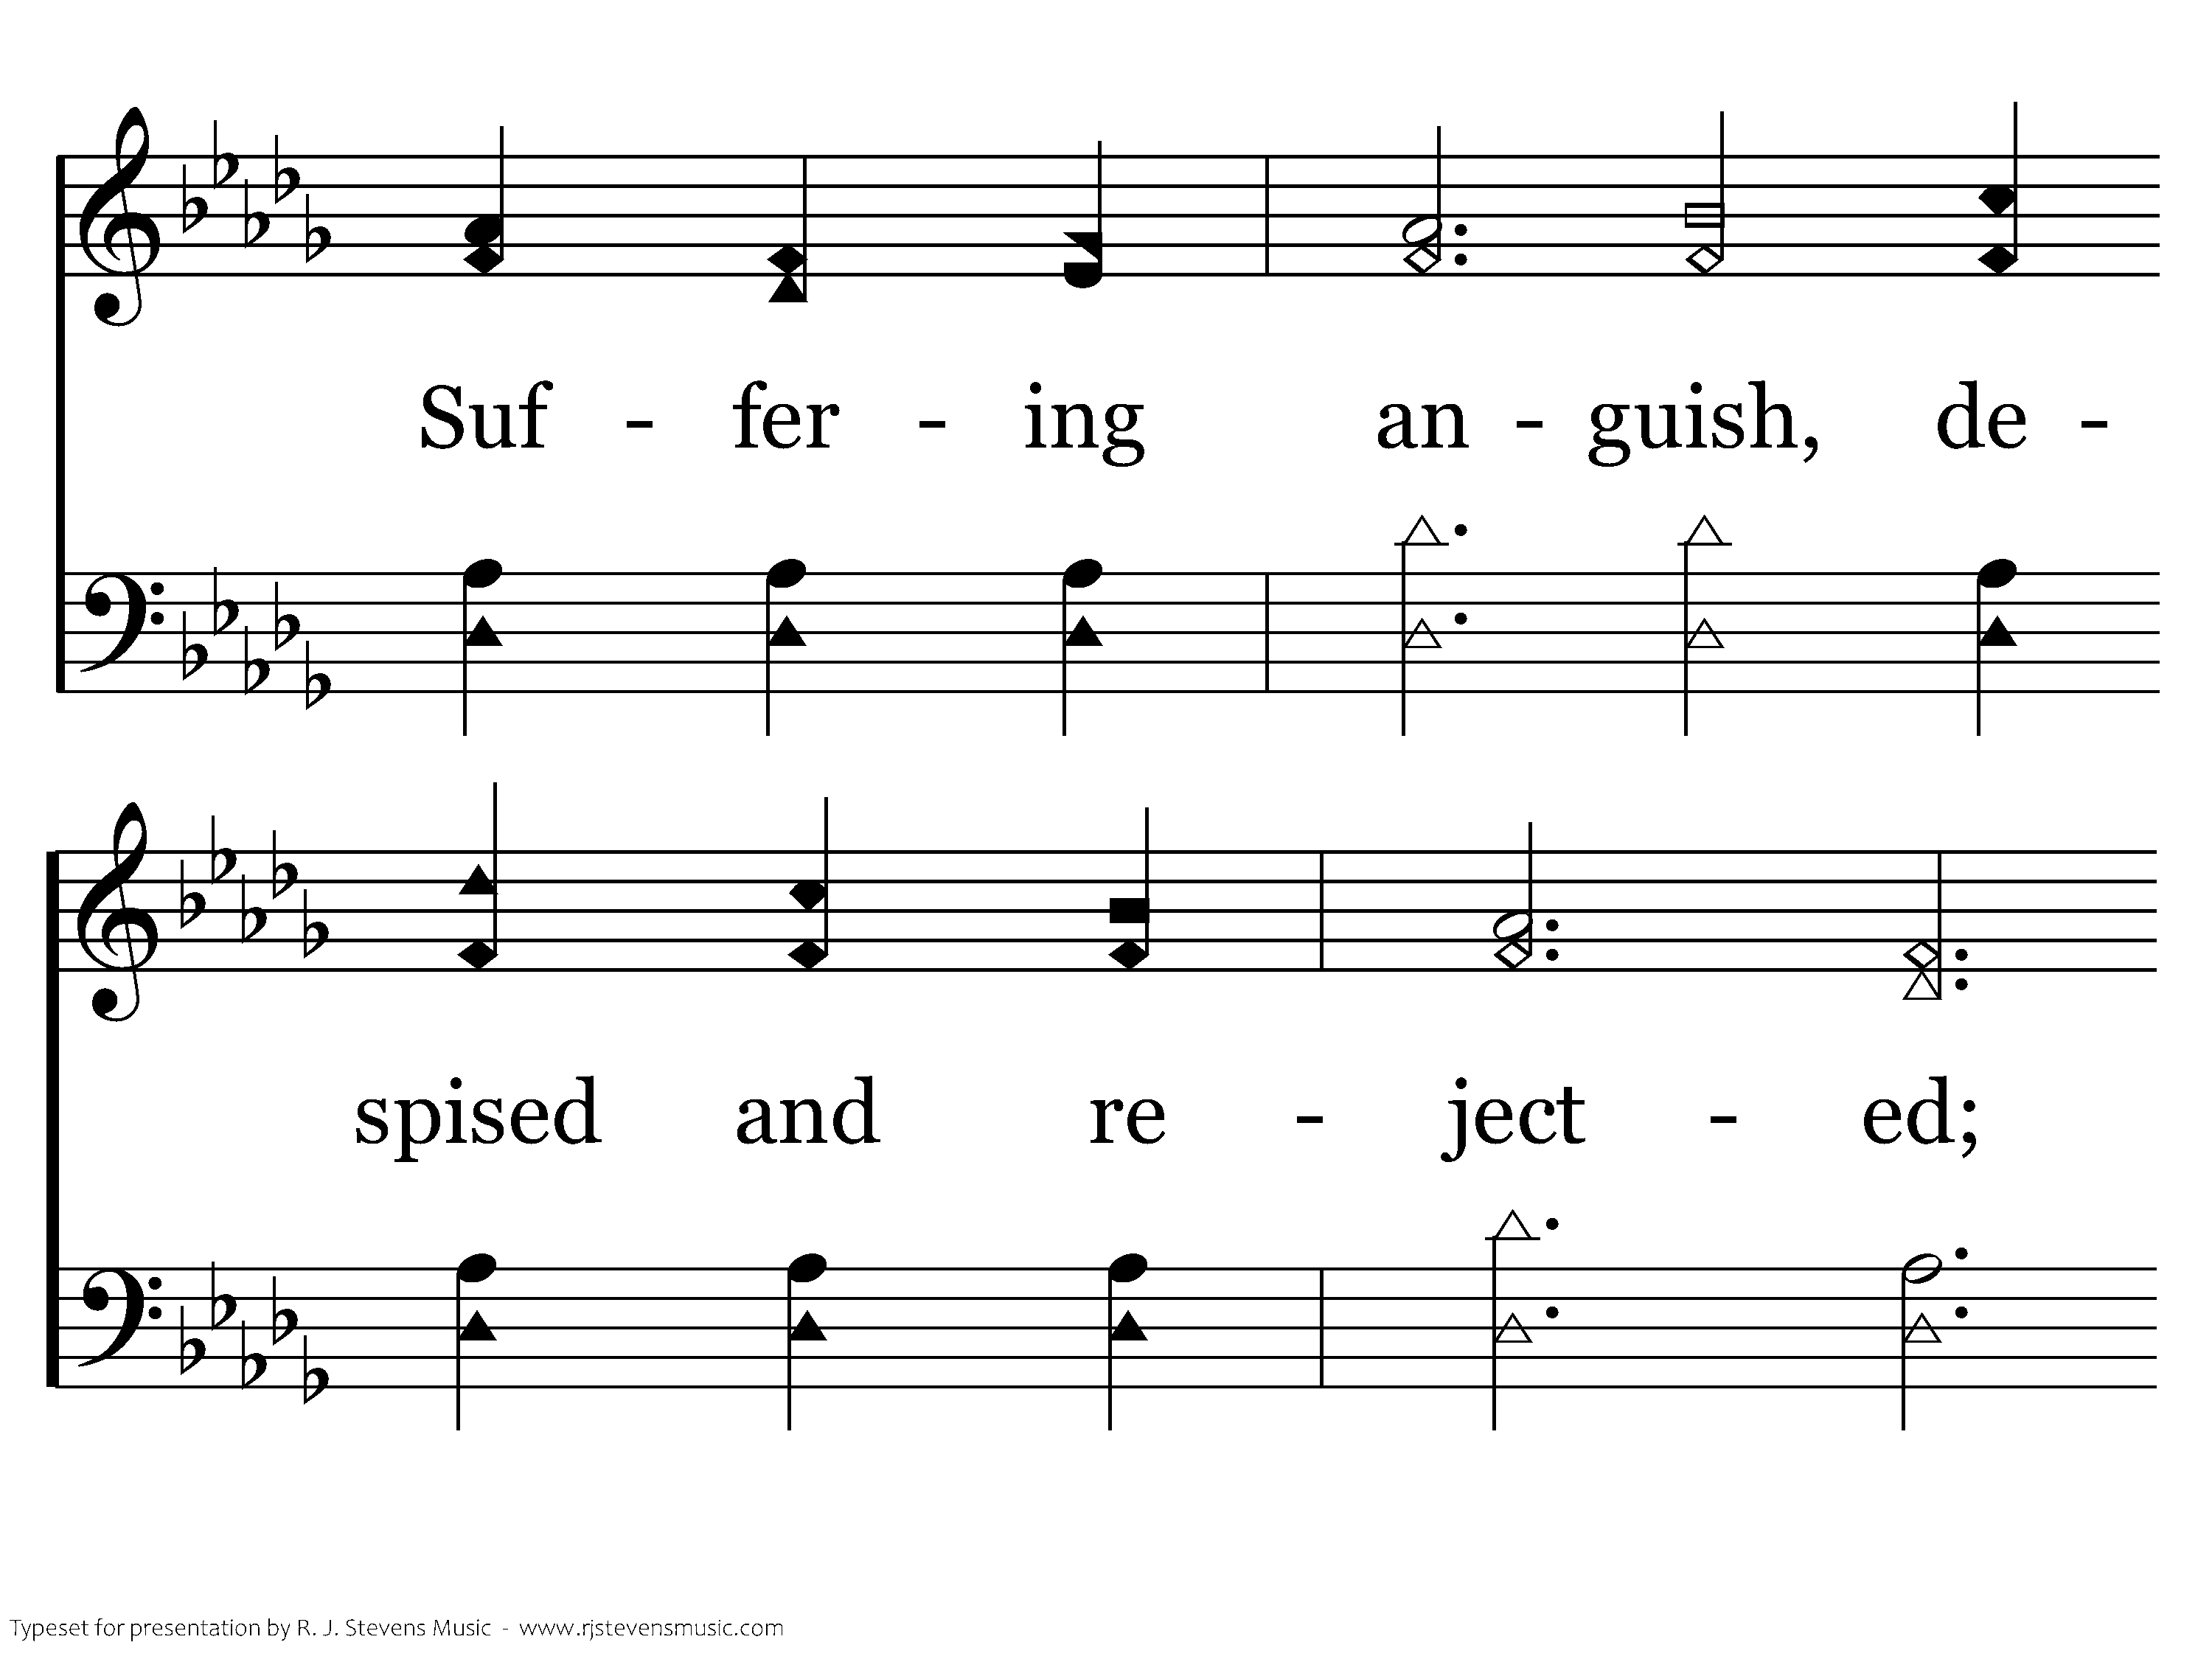 Suf - fer - ing an - guish, de -
spised and re - ject - ed;
Typeset for presentation by R. J. Stevens Music - www.rjstevensmusic.com